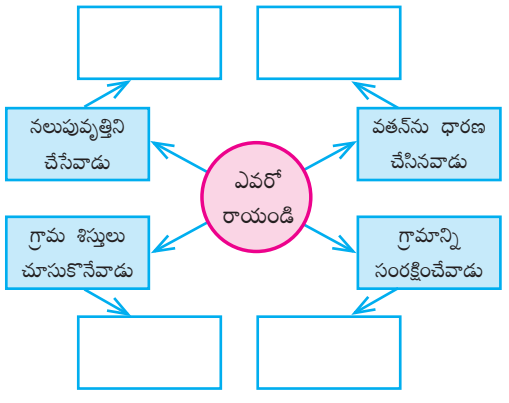 నలుపువృత్తిని
చేసేవాడు
వతన్‌ను ధారణ
చేసినవాడు
ఎవరో
రాయండి
గ్రామ శిస్తులు
చూసుకొనేవాడు
గ్రామాన్ని
సంరక్షించేవాడు